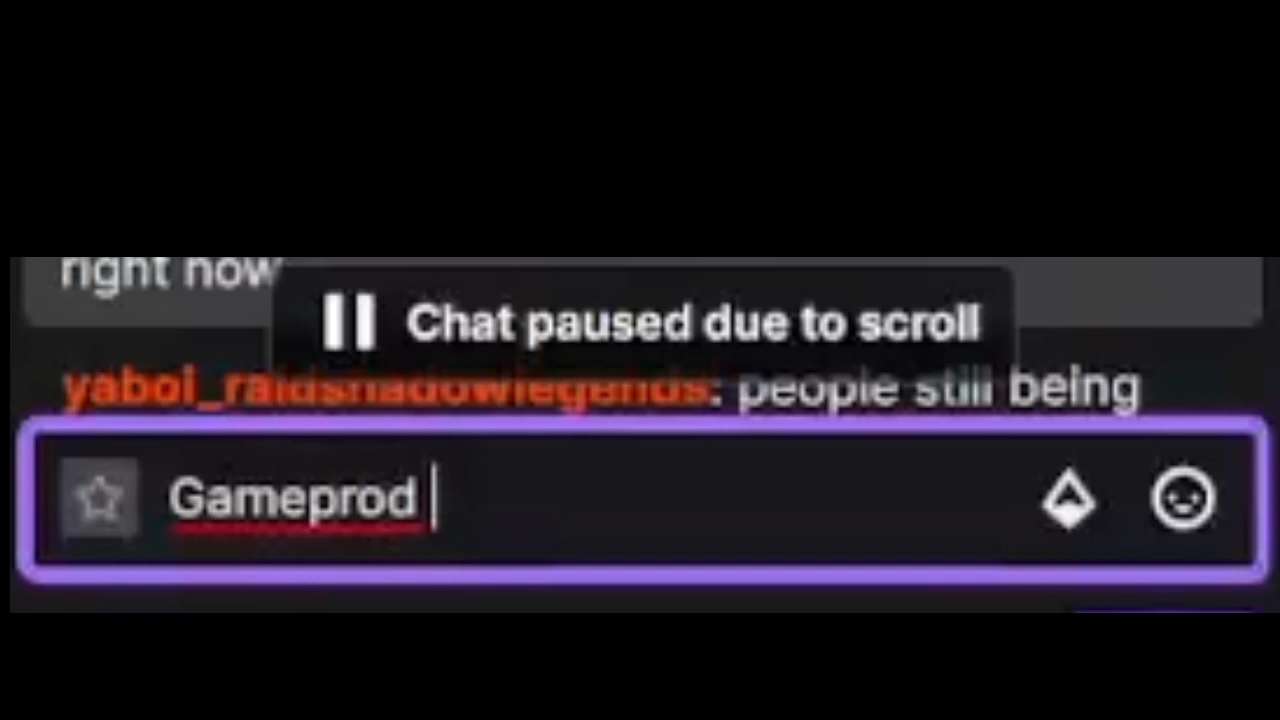 right now
Chat paused due to scroll
yaboi_raidshadowlegends: people still being
Gameprod